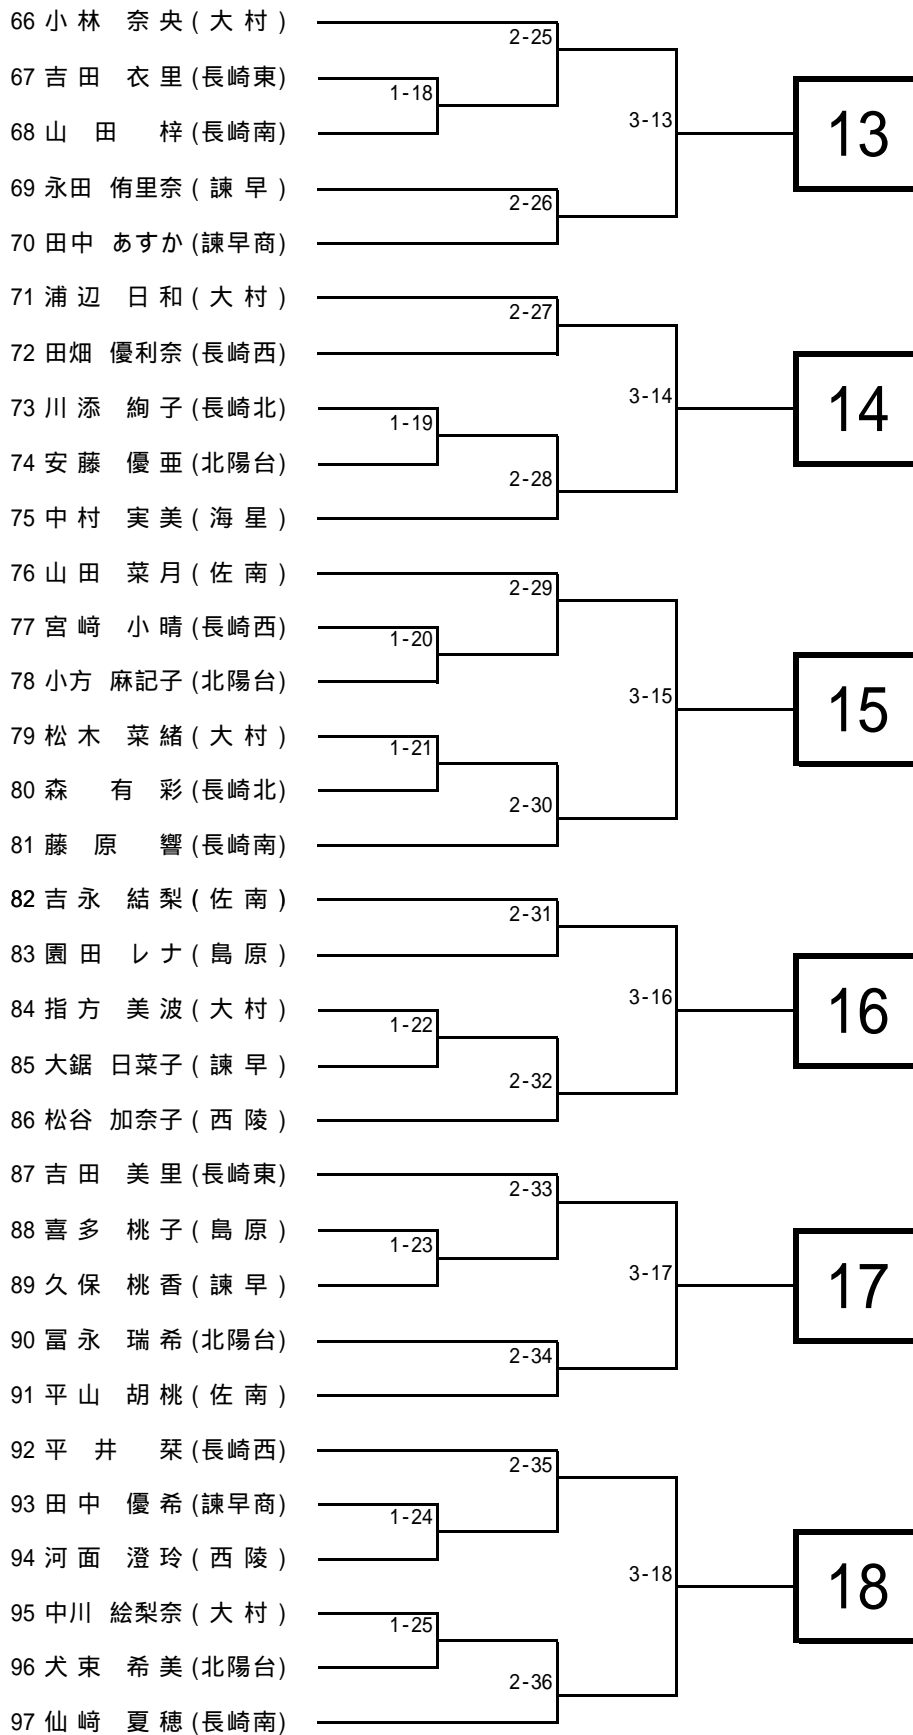 66 小 林 奈 央 ( 大 村 )
2-25
67 吉 田 衣 里 (長崎東)
1-18
68 山 田 梓 (長崎南)
3-13
13
69 永田 侑里奈 ( 諫 早 )
2-26
70 田中 あすか (諫早商)
71 浦 辺 日 和 ( 大 村 )
2-27
72 田畑 優利奈 (長崎西)
3-14
14
73 川 添 絢 子 (長崎北)
1-19
74 安 藤 優 亜 (北陽台)
2-28
75 中 村 実 美 ( 海 星 )
76 山 田 菜 月 ( 佐 南 )
2-29
77 宮 﨑 小 晴 (長崎西)
1-20
78 小方 麻記子 (北陽台)
3-15
15
79 松 木 菜 緒 ( 大 村 )
1-21
80 森 有 彩 (長崎北)
2-30
81 藤 原 響 (長崎南)
82 吉 永 結 梨 ( 佐 南 )
2-31
83 園 田 レ ナ ( 島 原 )
3-16
16
84 指 方 美 波 ( 大 村 )
1-22
85 大鋸 日菜子 ( 諫 早 )
2-32
86 松谷 加奈子 ( 西 陵 )
87 吉 田 美 里 (長崎東)
2-33
88 喜 多 桃 子 ( 島 原 )
1-23
89 久 保 桃 香 ( 諫 早 )
3-17
17
90 冨 永 瑞 希 (北陽台)
2-34
91 平 山 胡 桃 ( 佐 南 )
92 平 井 栞 (長崎西)
2-35
93 田 中 優 希 (諫早商)
1-24
94 河 面 澄 玲 ( 西 陵 )
3-18
18
95 中川 絵梨奈 ( 大 村 )
1-25
96 犬 束 希 美 (北陽台)
2-36
97 仙 﨑 夏 穂 (長崎南)